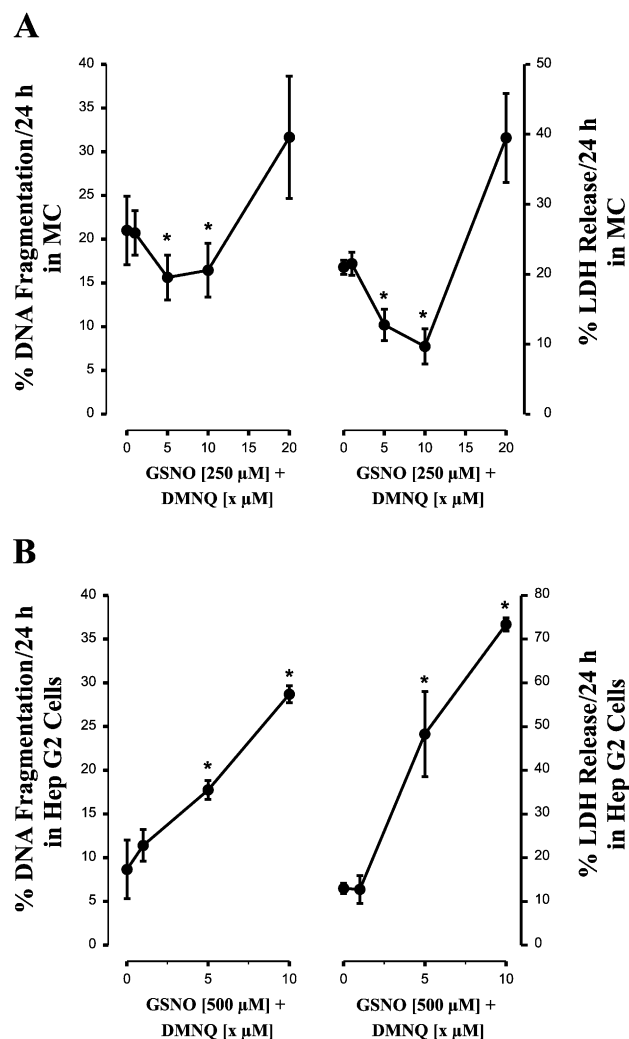 A
% DNA Fragmentation/24 h
in MC
40
35
30
25
20
15
10
5
0
* *
0 5 10 15 20
GSNO [250 µM] +
DMNQ [x µM]
50
40
30
20
10
0
% LDH Release/24 h
in MC
* *
0 5 10 15 20
GSNO [250 µM] +
DMNQ [x µM]
B
% DNA Fragmentation/24 h
in Hep G2 Cells
40
35
30
25
20
15
10
5
0
* *
0 5 10
GSNO [500 µM] +
DMNQ [x µM]
80
70
60
50
40
30
20
10
0
% LDH Release/24 h
in Hep G2 Cells
* *
0 5 10
GSNO [500 µM] +
DMNQ [x µM]